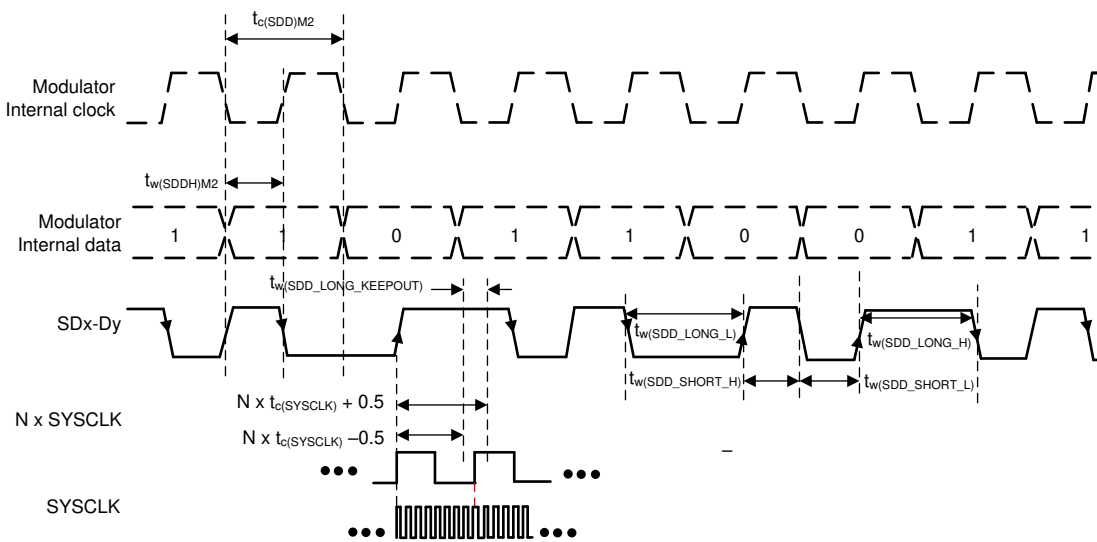 tc(SDD)M2
Modulator
Internal clock
tw(SDDH)M2
Modulator
Internal data
1 1 0 1 1 0 0 1 1
tw(SDD_LONG_KEEPOUT)
SDx-Dy
tw(SDD_LONG_L)
tw(SDD_LONG_H)
tw(SDD_SHORT_H)
tw(SDD_SHORT_L)
N x tc(SYSCLK) + 0.5
N x SYSCLK
N x tc(SYSCLK) –0.5
–
SYSCLK